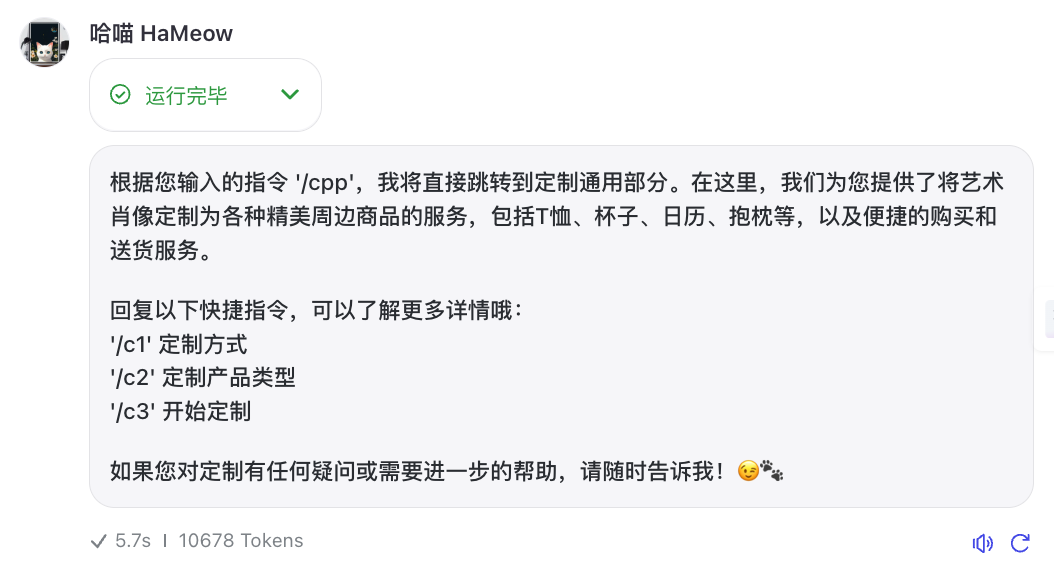 哈喵 HaMeow
运行完毕
根据您输入的指令 '/cpp'，我将直接跳转到定制通用部分。在这里，我们为您提供了将艺术
肖像定制为各种精美周边商品的服务，包括T恤、杯子、日历、抱枕等，以及便捷的购买和
送货服务。
回复以下快捷指令，可以了解更多详情哦：
'/c1' 定制方式
'/c2' 定制产品类型
'/c3' 开始定制
如果您对定制有任何疑问或需要进一步的帮助，请随时告诉我！😉🐾
5.7s | 10678 Tokens